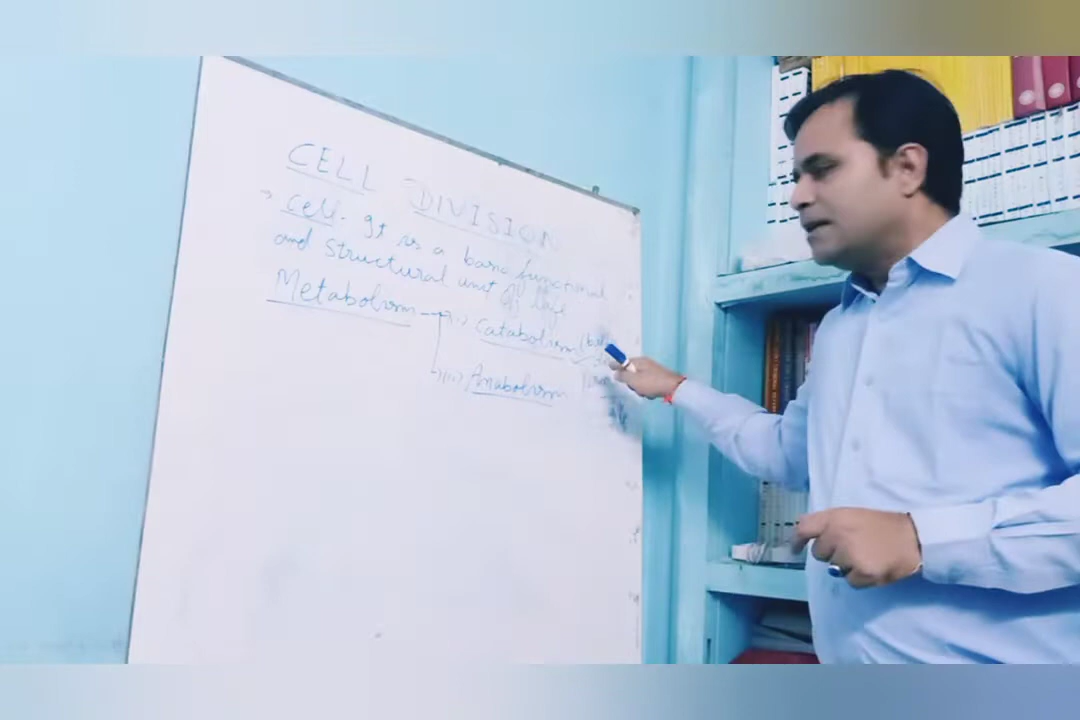 CELL DIVISION
→ Cell. It is a basic functional
and structural unit of life
Metabolism → (i) Catabolism
→ (ii) Anabolism